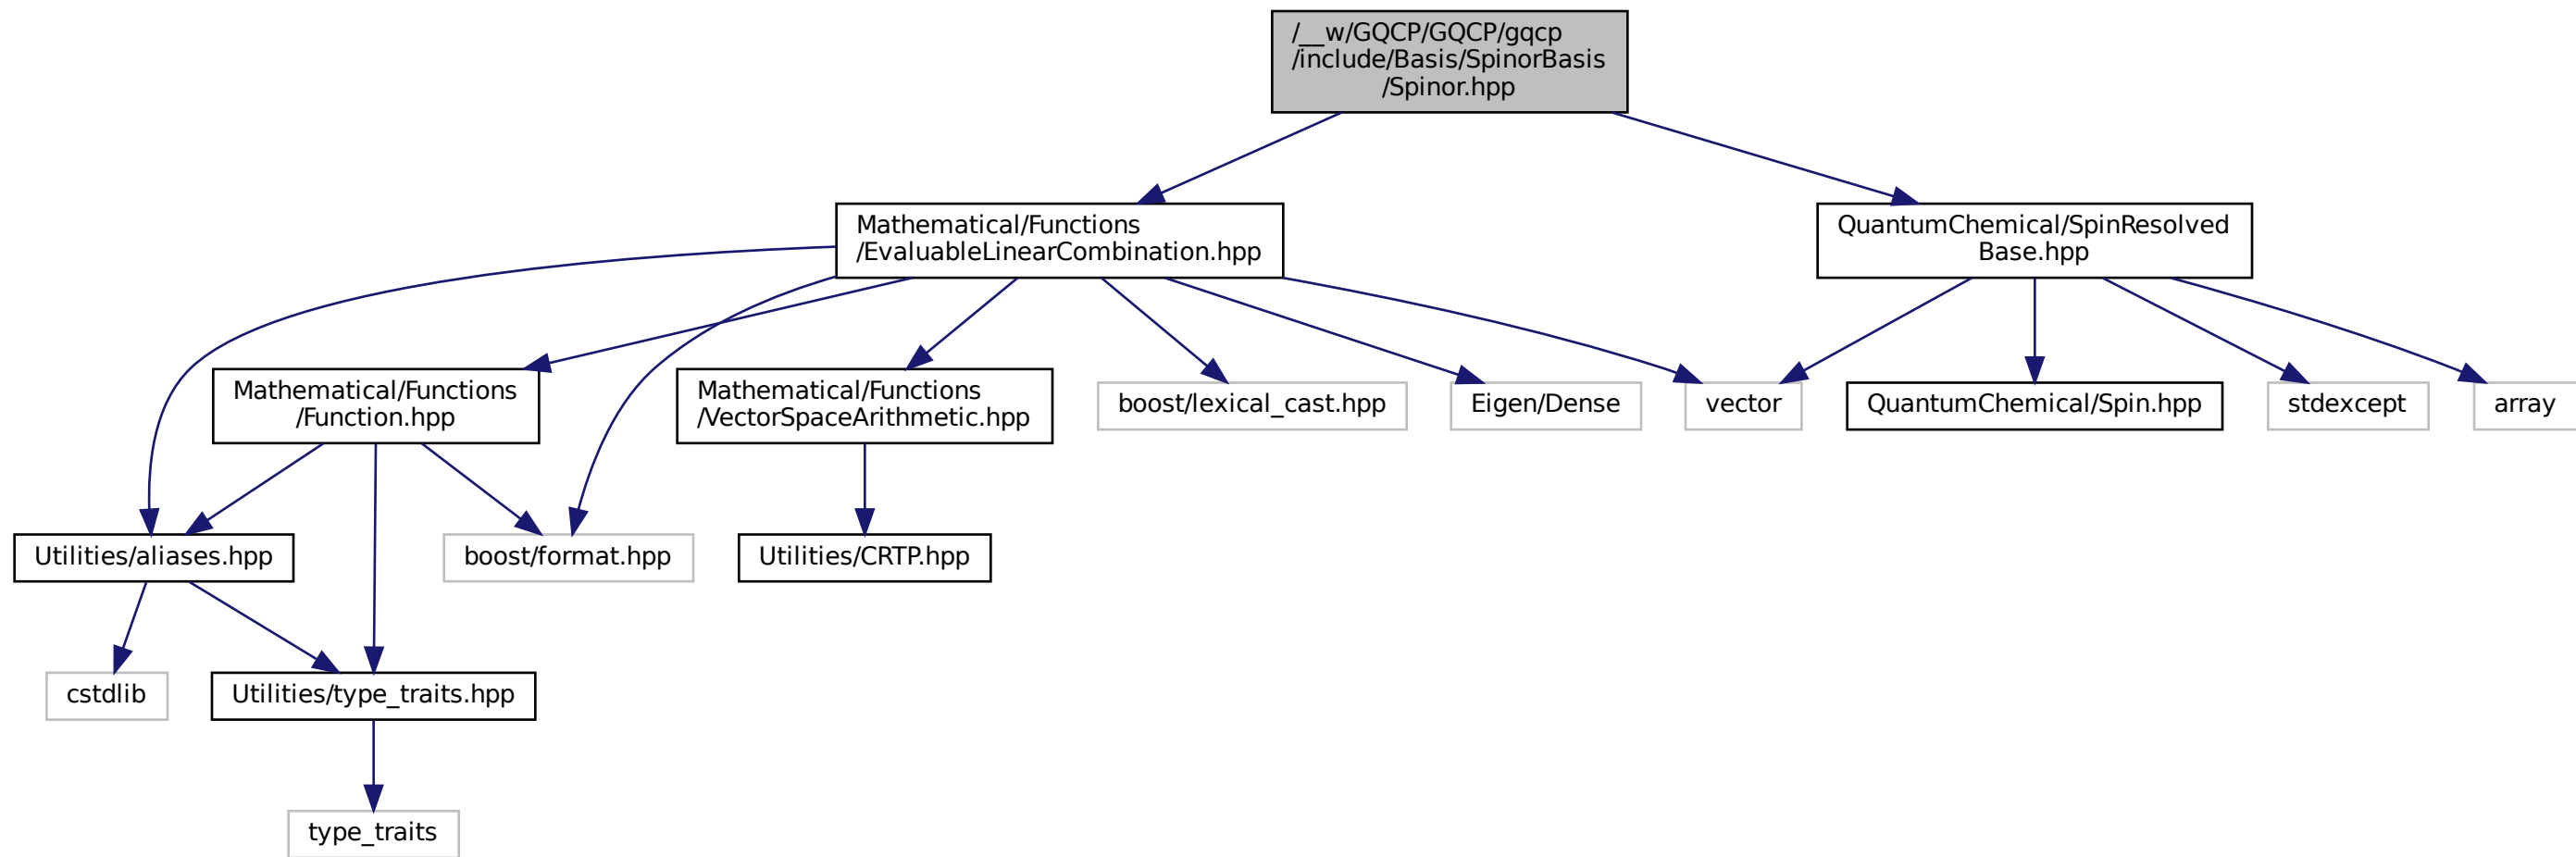 /__w/GQCP/GQCP/gqcp
/include/Basis/SpinorBasis
/Spinor.hpp
Mathematical/Functions
/EvaluableLinearCombination.hpp
QuantumChemical/SpinResolved
Base.hpp
Mathematical/Functions
/Function.hpp
Mathematical/Functions
/VectorSpaceArithmetic.hpp
boost/lexical_cast.hpp
Eigen/Dense
vector
QuantumChemical/Spin.hpp
stdexcept
array
Utilities/aliases.hpp
boost/format.hpp
Utilities/CRTP.hpp
cstdlib
Utilities/type_traits.hpp
type_traits